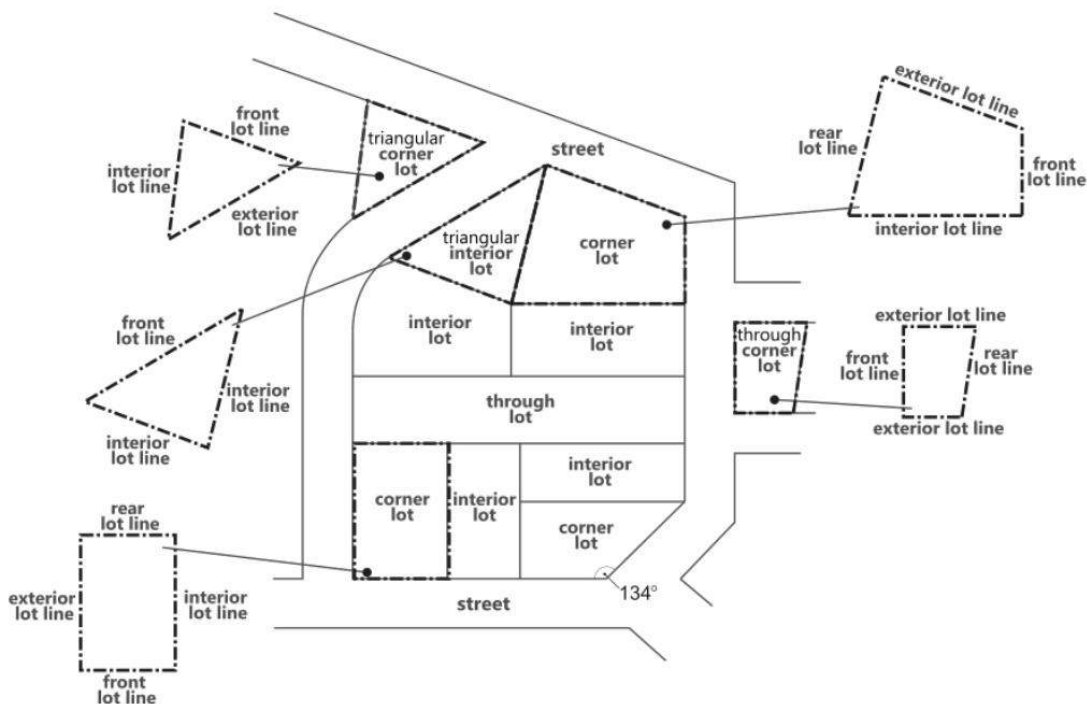 exterior lot line
front
lot line
rear
lot line
triangular
corner
lot
street
interior
lot line
front
lot line
exterior
lot line
interior lot line
triangular
interior
lot
corner
lot
front
lot line
interior
lot
interior
lot
exterior lot line
through
corner
lot
front
lot line
rear
lot line
interior
lot line
through
lot
exterior lot line
interior
lot line
interior
lot
corner
lot
interior
lot
rear
lot line
corner
lot
exterior
lot line
interior
lot line
134°
street
front
lot line